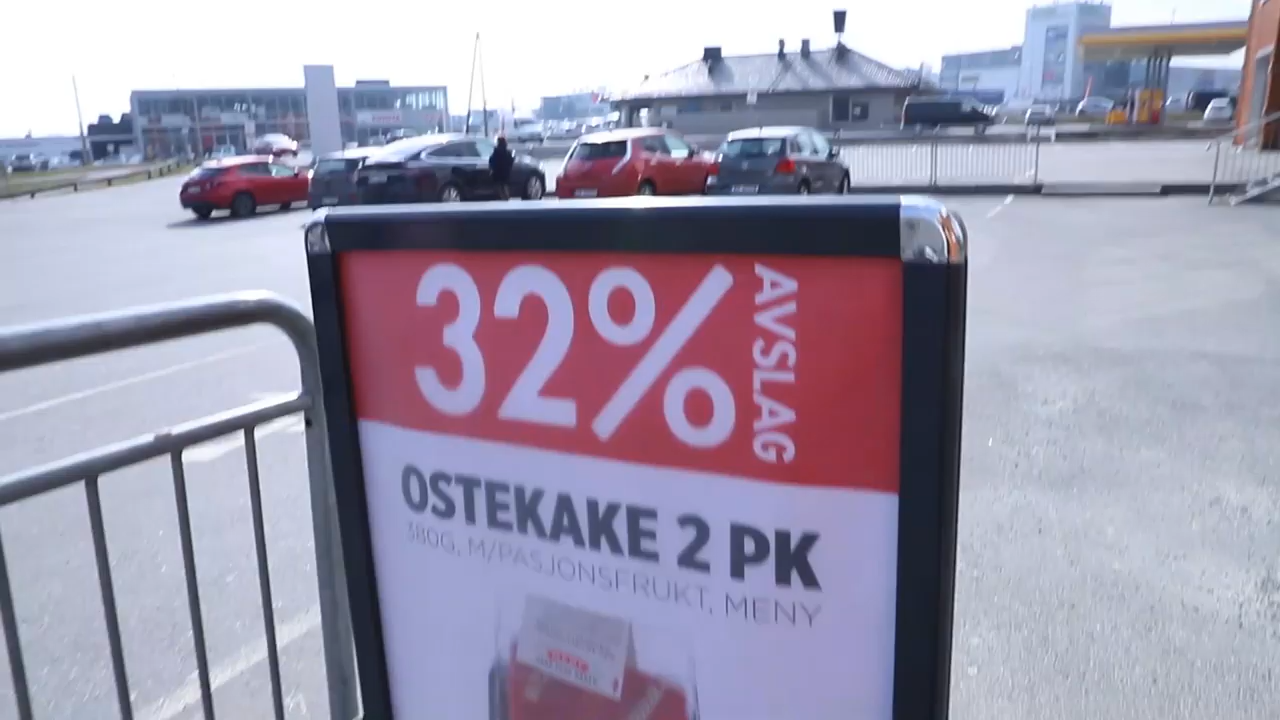 32%
AVSLAG
OSTEKAKE 2 PK
380G, M/PASJONSFRUKT, MENY